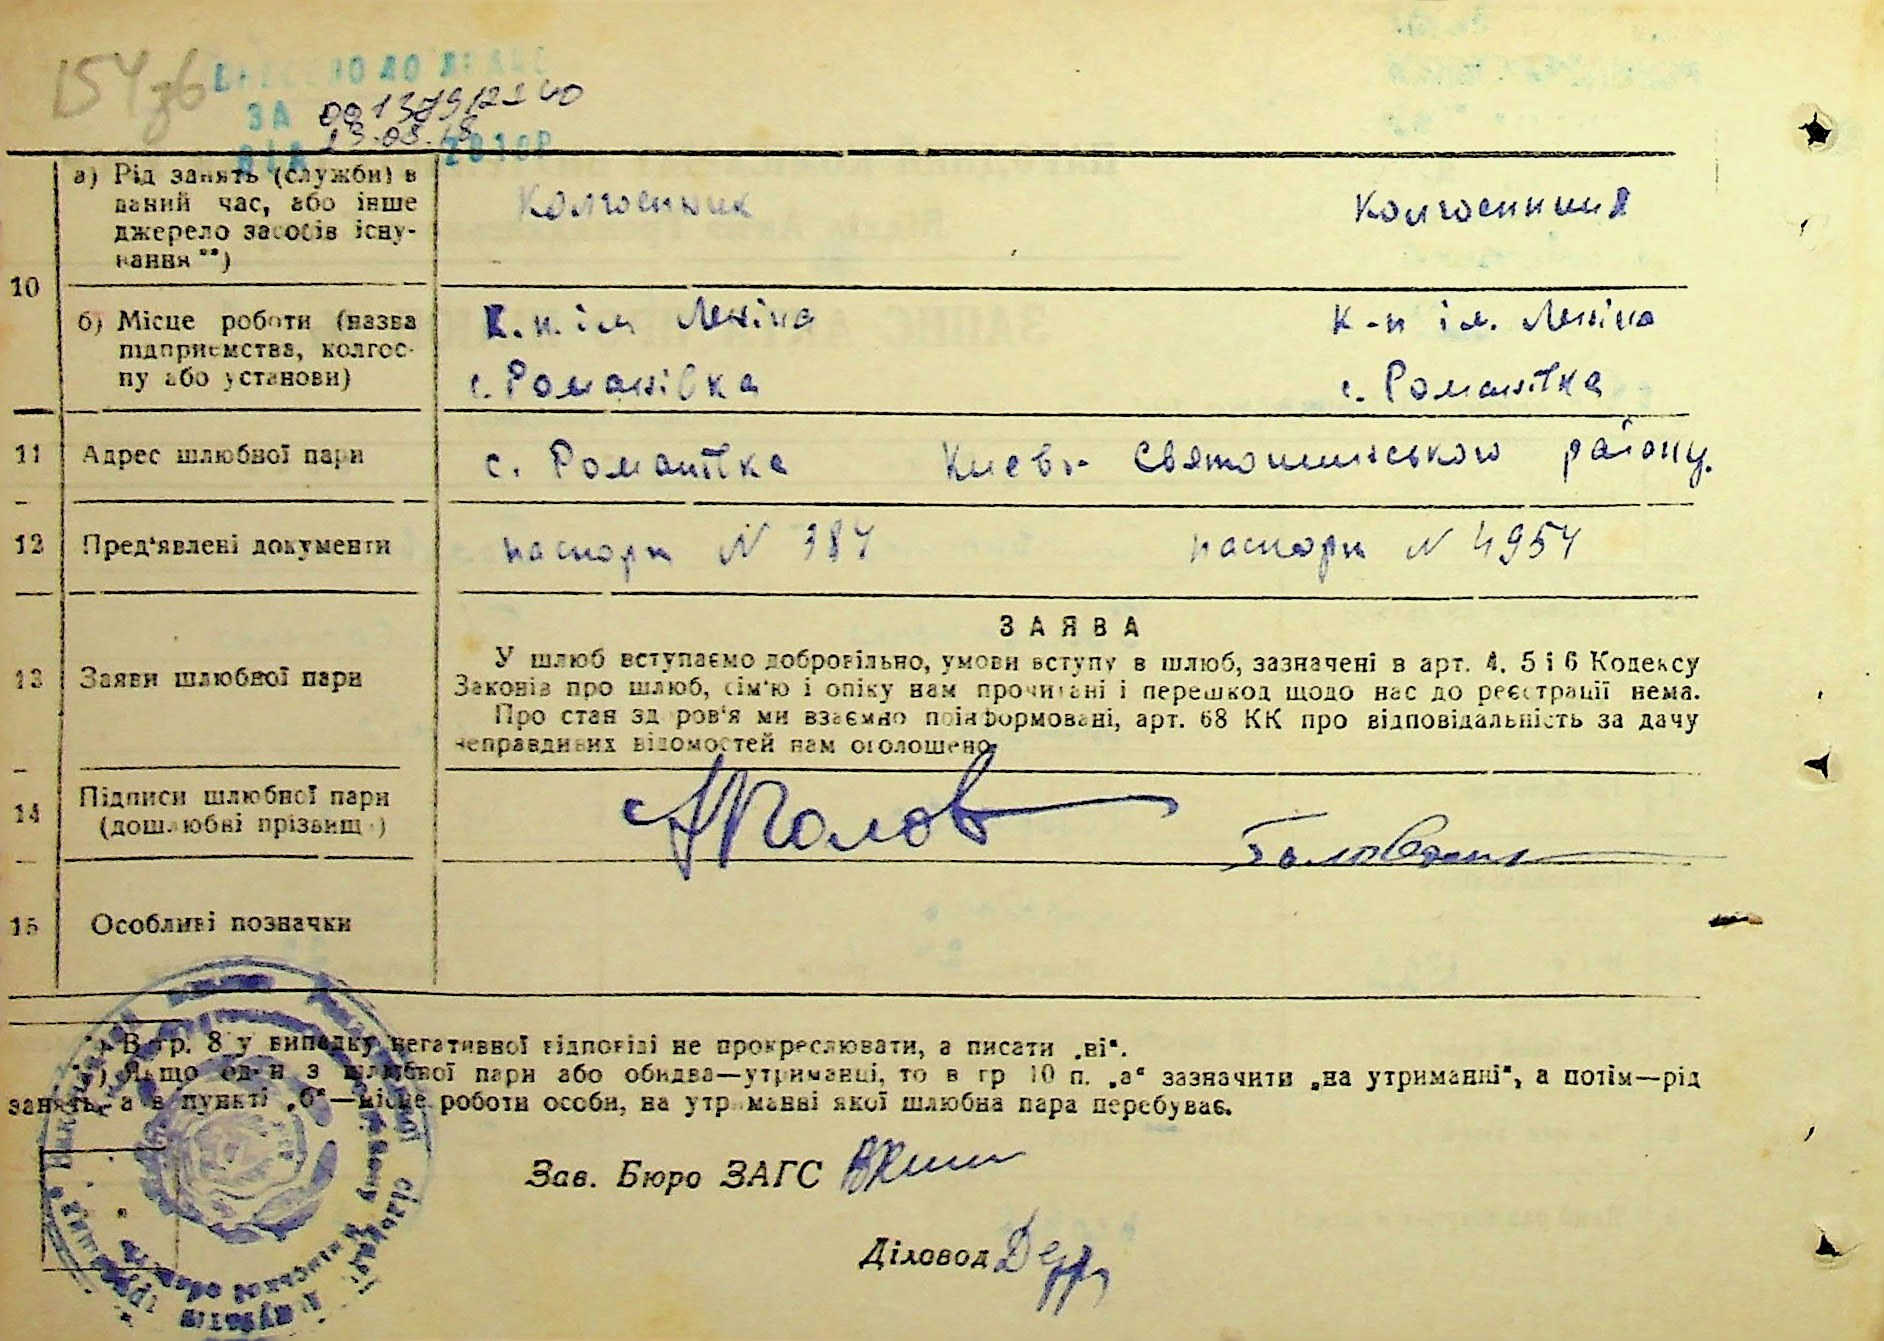 ЗА
2018Р
10
а) Рід занять (служби) в даний час, або інше джерело засобів існування **)
Колгоспник
Колгоспниця
б) Місце роботи (назва підприємства, колгоспу або установи)
К.п. ім Леніна
с. Романівка
к-п ім. Леніна
с. Романівка
11 Адрес шлюбної пари
с. Романівка Києво- Святошинського району.
12 Пред'явлені документи
паспорт N 4954
13 Заяви шлюбної пари
ЗАЯВА
У шлюб вступаємо добровільно, умови вступу в шлюб, зазначені в арт. 4, 5 і 6 Кодексу
Законів про шлюб, сім'ю і опіку нам прочитані і перешкод щодо нас до реєстрації нема.
Про стан здоров'я ми взаємно поінформовані, арт. 68 КК про відповідальність за дачу
неправдивих відомостей нам оголошено.
14 Підписи шлюбної пари
(дошлюбні прізвищ )
15 Особливі позначки
*) В гр. 8 у випадку негативної відповіді не прокреслювати, а писати „ні“.
**) Якщо один з шлюбної пари або обидва—утриманці, то в гр 10 п. „а“ зазначити „на утриманні“, а потім—рід
занять, а в пункті „б“—місце роботи особи, на утриманні якої шлюбна пара перебуває.
Зав. Бюро ЗАГС
Діловод